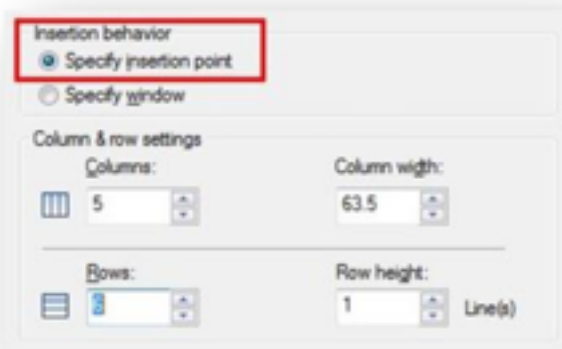 Insertion behavior
Specify insertion point
Specify window
Column & row settings
Columns: Column width:
5 63.5
Rows: Row height:
1 Line(s)